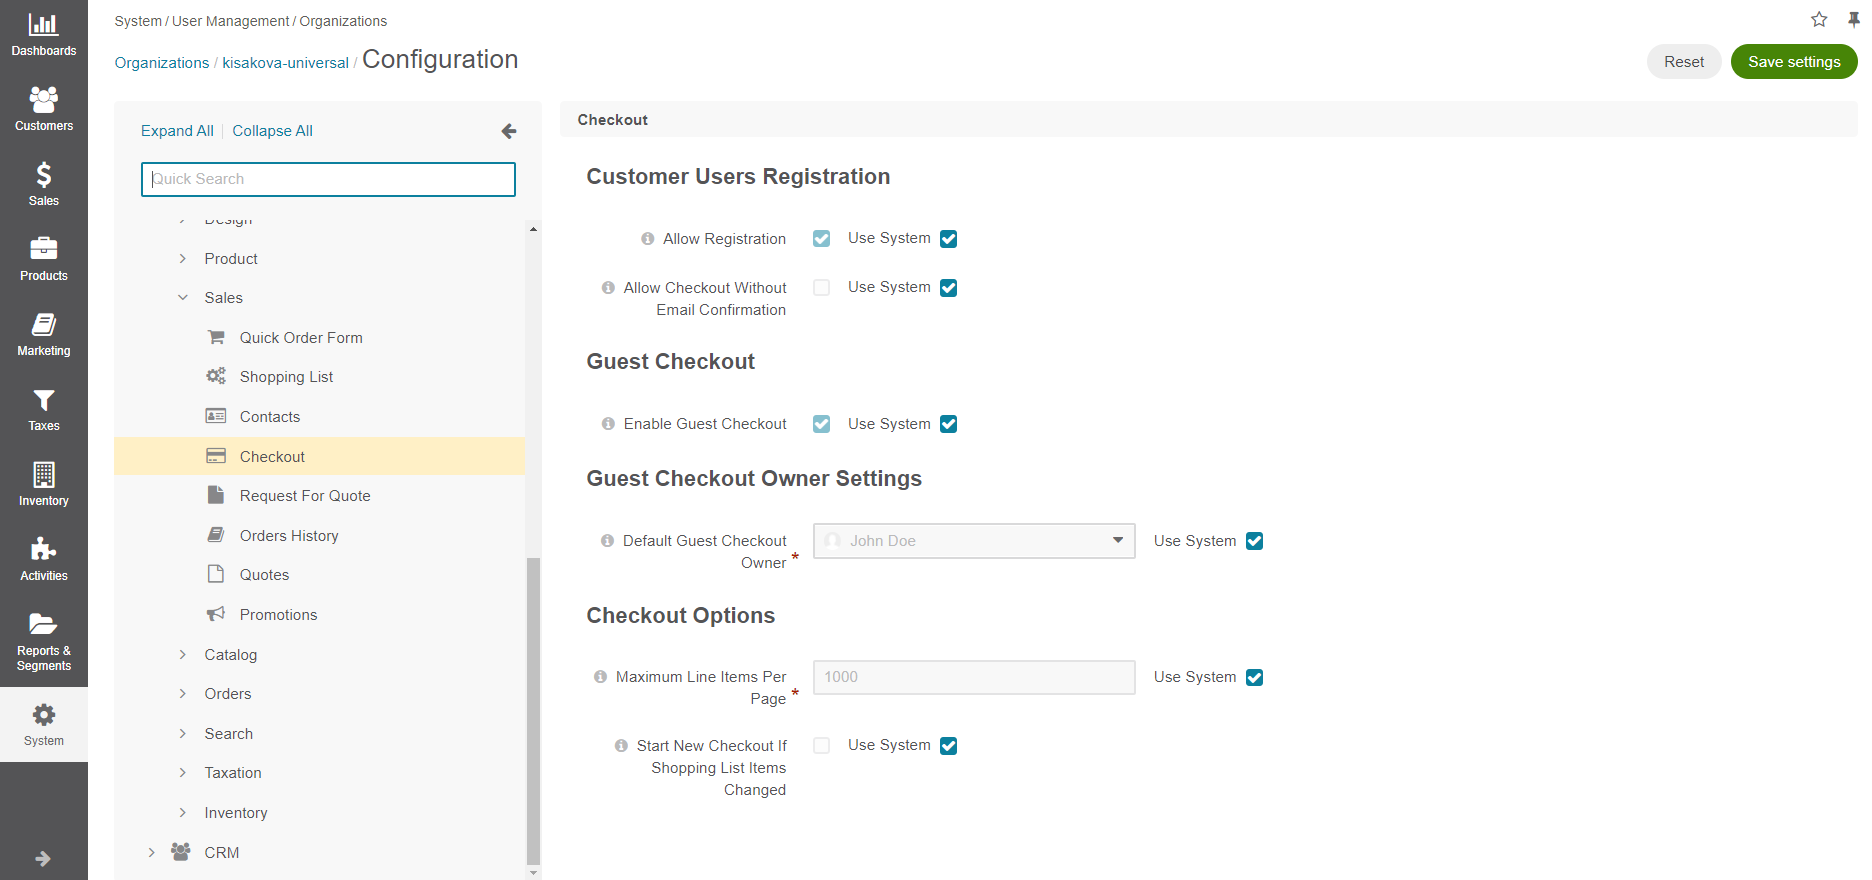 System / User Management / Organizations
Organizations / kisakova-universal / Configuration
Reset
Save settings
Dashboards
Customers
Sales
Products
Marketing
Taxes
Inventory
Activities
Reports &
Segments
System
Expand All
Collapse All
Quick Search
Design
Product
Sales
Quick Order Form
Shopping List
Contacts
Checkout
Request For Quote
Orders History
Quotes
Promotions
Catalog
Orders
Search
Taxation
Inventory
CRM
Checkout
Customer Users Registration
Allow Registration
Use System
Allow Checkout Without
Email Confirmation
Use System
Guest Checkout
Enable Guest Checkout
Use System
Guest Checkout Owner Settings
Default Guest Checkout
Owner *
John Doe
Use System
Checkout Options
Maximum Line Items Per
Page *
1000
Use System
Start New Checkout If
Shopping List Items
Changed
Use System